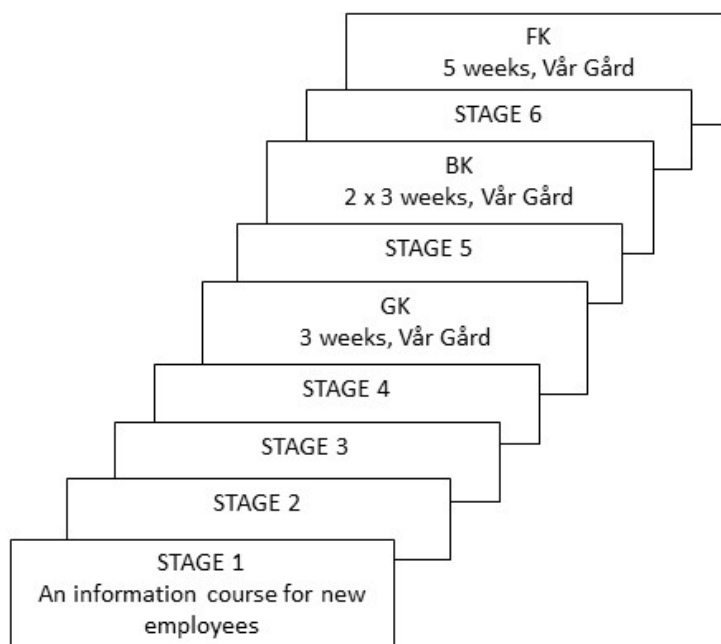 FK
5 weeks, Vår Gård
STAGE 6
BK
2 x 3 weeks, Vår Gård
STAGE 5
GK
3 weeks, Vår Gård
STAGE 4
STAGE 3
STAGE 2
STAGE 1
An information course for new
employees